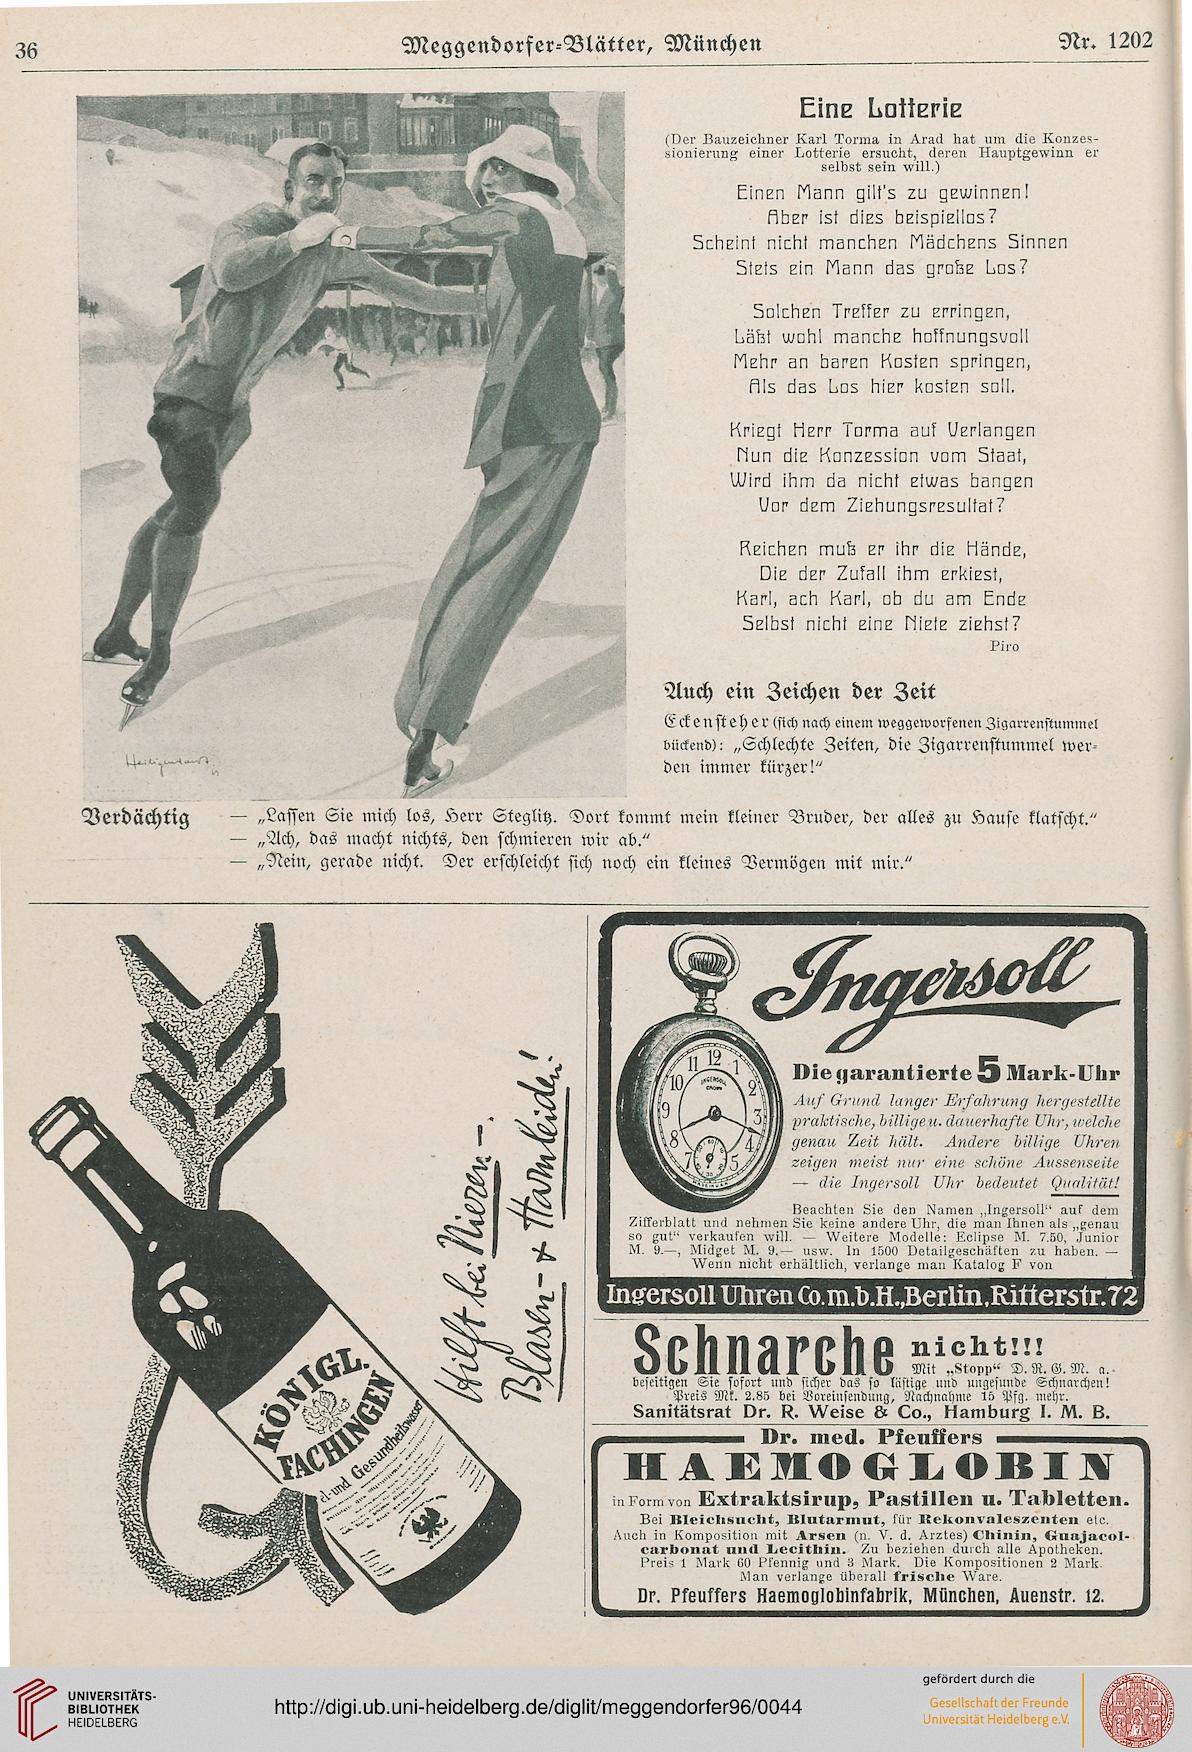 36
Meggendorfer-Blätter, München
Nr. 1202
Eine Lotterie
(Der Bauzeichner Karl Torma in Arad hat um die Konzes-
sionierung einer Lotterie ersucht, deren Hauptgewinn er
selbst sein will.)
Einen Mann gilt's zu gewinnen!
Aber ist dies beispiellos?
Scheint nicht manchen Mädchens Sinnen
Stets ein Mann das große Los?
Solchen Treffer zu erringen,
Läßt wohl manche hoffnungsvoll
Mehr an baren Kosten springen,
Als das Los hier kosten soll.
Kriegt Herr Torma auf Verlangen
Nun die Konzession vom Staat,
Wird ihm da nicht etwas bangen
Vor dem Ziehungsresultat?
Reichen muß er ihr die Hände,
Die der Zufall ihm erkiest,
Karl, ach Karl, ob du am Ende
Selbst nicht eine Niete ziehst?
Piro
Auch ein Zeichen der Zeit
Eckensteher (sich nach einem weggeworfenen Zigarrenstummel
bückend): „Schlechte Zeiten, die Zigarrenstummel wer-
den immer kürzer!“
Verdächtig — „Lassen Sie mich los, Herr Steglitz. Dort kommt mein kleiner Bruder, der alles zu Hause klatscht.“
— „Ach, das macht nichts, den schmieren wir ab.“
— „Nein, gerade nicht. Der erschleicht sich noch ein kleines Vermögen mit mir.“
Hilft bei Nieren-,
Blasen- & Harnleiden!
KÖNIGL.
FACHINGEN
el- und Gesundheitswasser
Ingersoll
11 12 1
10 2
INGERSOLL
CROWN
9 3
8 4
7 5
Die garantierte 5 Mark-Uhr
Auf Grund langer Erfahrung hergestellte
praktische, billige u. dauerhafte Uhr, welche
genau Zeit hält. Andere billige Uhren
zeigen meist nur eine schöne Aussenseite
— die Ingersoll Uhr bedeutet Qualität!
Beachten Sie den Namen „Ingersoll“ auf dem
Zifferblatt und nehmen Sie keine andere Uhr, die man Ihnen als „genau
so gut“ verkaufen will. — Weitere Modelle: Eclipse M. 7.50, Junior
M. 9.—, Midget M. 9.— usw. In 1500 Detailgeschäften zu haben. —
Wenn nicht erhältlich, verlange man Katalog F von
Ingersoll Uhren Co. m.b.H., Berlin, Ritterstr. 72
Schnarche nicht!!!
Mit „Stopp“ D. R. G. M. a.
beseitigen Sie sofort und sicher das so lästige und ungesunde Schnarchen!
Preis Mk. 2.85 bei Voreinsendung, Nachnahme 15 Pfg. mehr.
Sanitätsrat Dr. R. Weise & Co., Hamburg I. M. B.
Dr. med. Pfeuffers
HAEMOGLOBIN
in Form von Extraktsirup, Pastillen u. Tabletten.
Bei Bleichsucht, Blutarmut, für Rekonvaleszenten etc.
Auch in Komposition mit Arsen (n. V. d. Arztes) Chinin, Guajacol-
carbonat und Lecithin. Zu beziehen durch alle Apotheken.
Preis 1 Mark 60 Pfennig und 3 Mark. Die Kompositionen 2 Mark.
Man verlange überall frische Ware.
Dr. Pfeuffers Haemoglobinfabrik, München, Auenstr. 12.
UNIVERSITÄTS-
BIBLIOTHEK
HEIDELBERG
http://digi.ub.uni-heidelberg.de/diglit/meggendorfer96/0044
gefördert durch die
Gesellschaft der Freunde
Universität Heidelberg e.V.